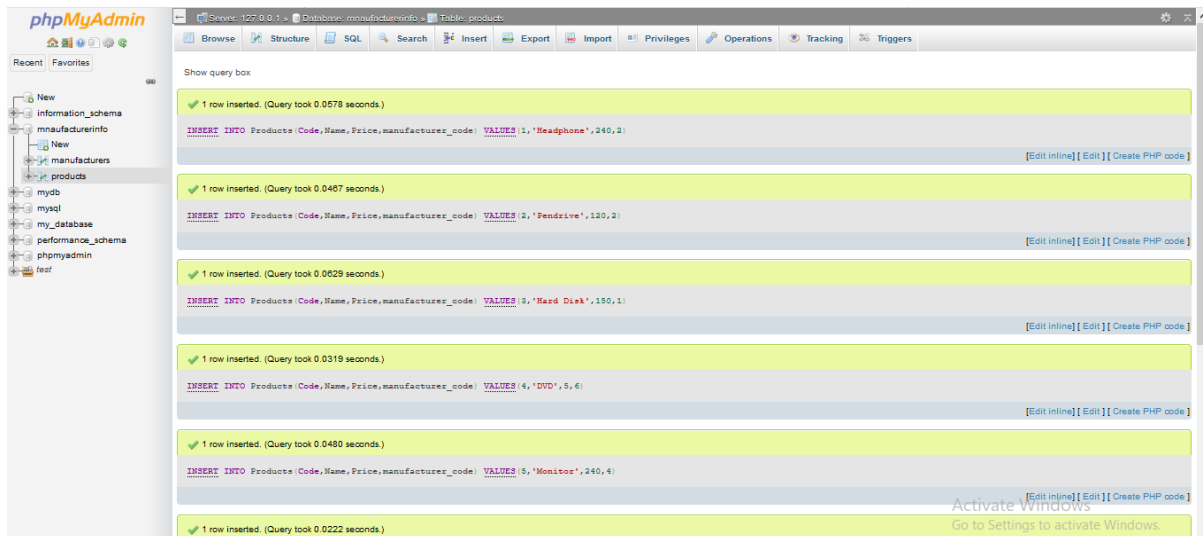 phpMyAdmin
Recent Favorites
New
information_schema
mnaufacturerinfo
New
manufacturers
products
mydb
mysql
my_database
performance_schema
phpmyadmin
test
Server: 127.0.0.1 » Database: mnaufacturerinfo » Table: products
Browse Structure SQL Search Insert Export Import Privileges Operations Tracking Triggers
Show query box
1 row inserted. (Query took 0.0578 seconds.)
INSERT INTO Products(Code,Name,Price,manufacturer_code) VALUES(1,'Headphone',240,2)
[Edit inline] [ Edit ] [ Create PHP code ]
1 row inserted. (Query took 0.0467 seconds.)
INSERT INTO Products(Code,Name,Price,manufacturer_code) VALUES(2,'Pendrive',120,2)
[Edit inline] [ Edit ] [ Create PHP code ]
1 row inserted. (Query took 0.0629 seconds.)
INSERT INTO Products(Code,Name,Price,manufacturer_code) VALUES(3,'Hard Disk',150,1)
[Edit inline] [ Edit ] [ Create PHP code ]
1 row inserted. (Query took 0.0319 seconds.)
INSERT INTO Products(Code,Name,Price,manufacturer_code) VALUES(4,'DVD',5,6)
[Edit inline] [ Edit ] [ Create PHP code ]
1 row inserted. (Query took 0.0480 seconds.)
INSERT INTO Products(Code,Name,Price,manufacturer_code) VALUES(5,'Monitor',240,4)
[Edit inline] [ Edit ] [ Create PHP code ]
Activate Windows
1 row inserted. (Query took 0.0222 seconds.)
Go to Settings to activate Windows.